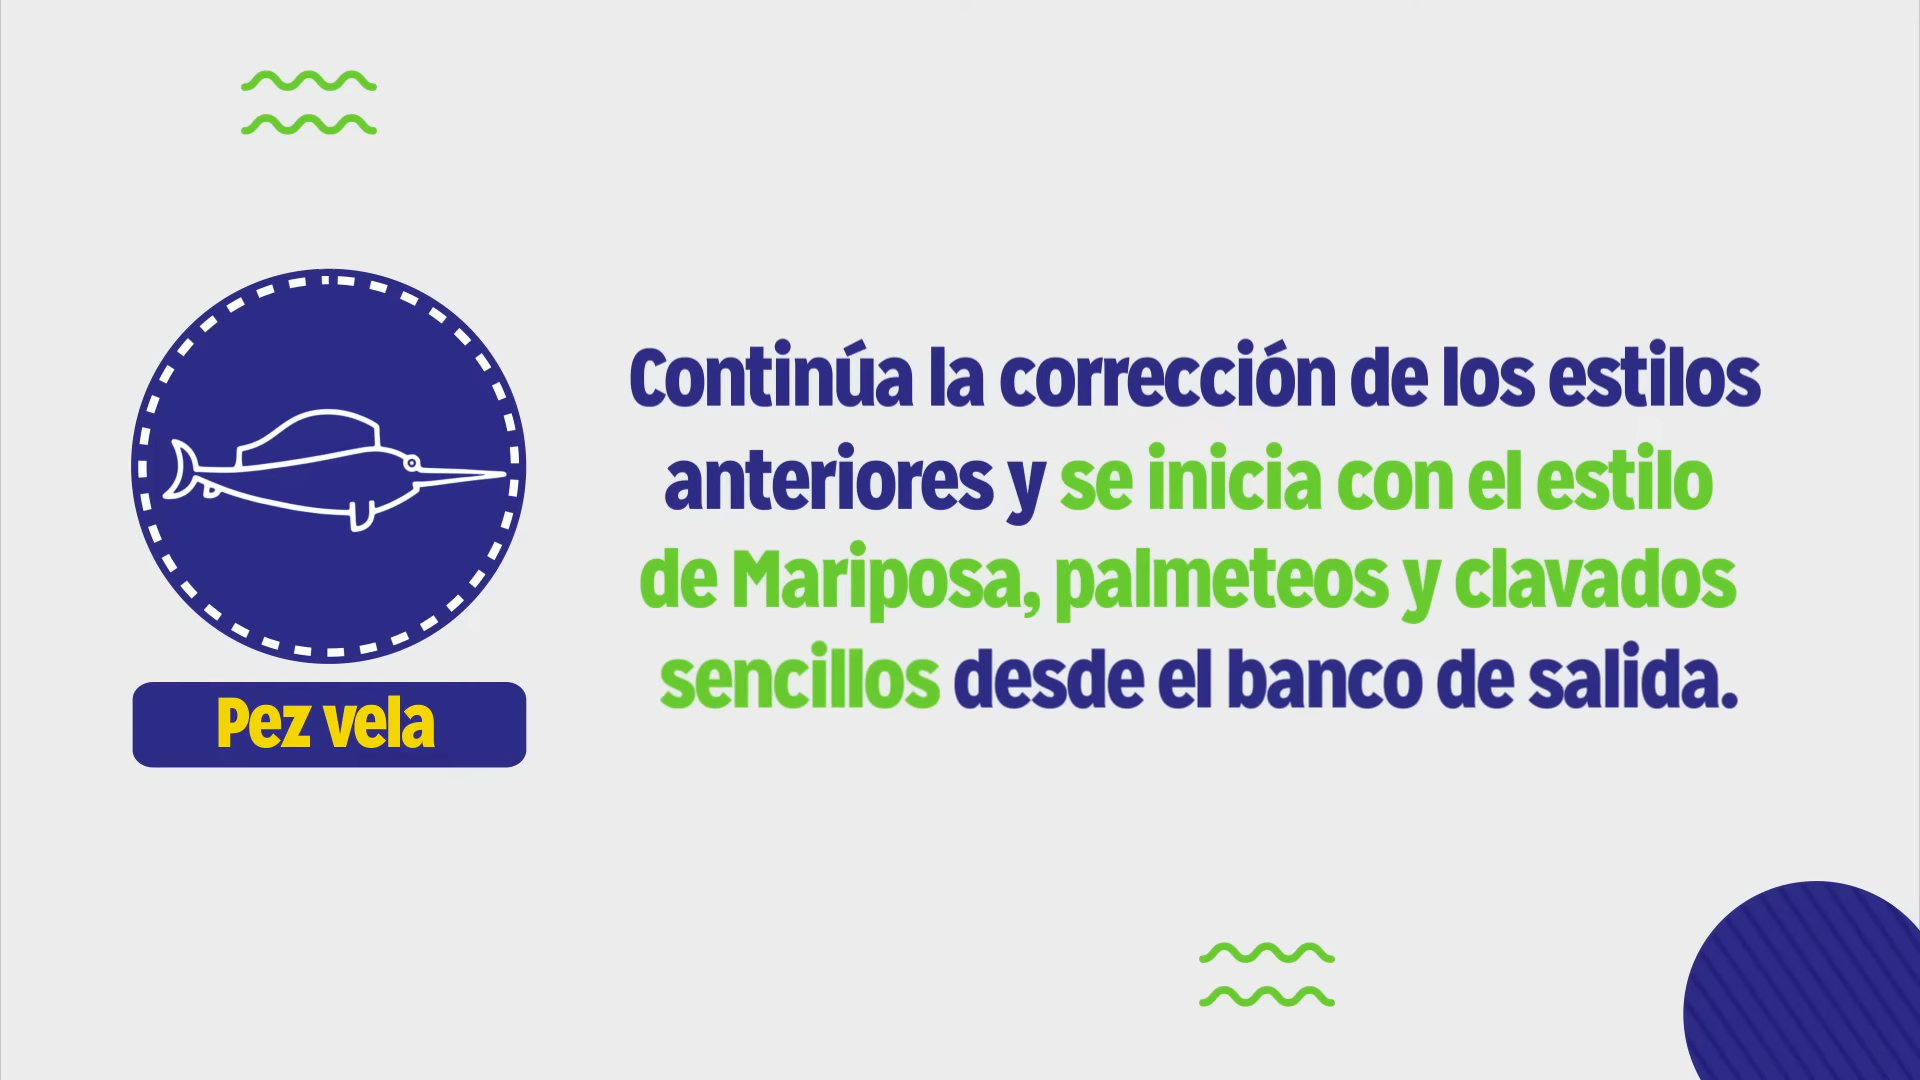 Pez vela
Continúa la corrección de los estilos
anteriores y se inicia con el estilo
de Mariposa, palmeteos y clavados
sencillos desde el banco de salida.